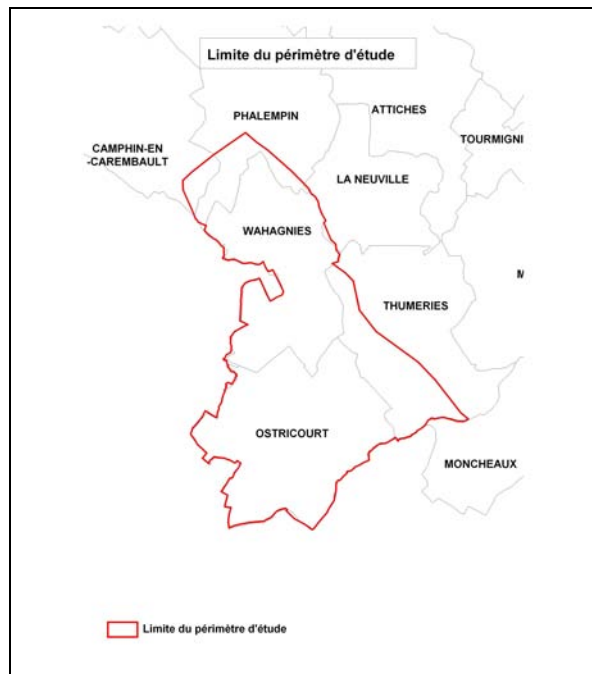 Limite du périmètre d'étude
PHALEMPIN
ATTICHES
CAMPHIN-EN
-CAREMBAULT
TOURMIGNI
LA NEUVILLE
WAHAGNIES
M
THUMERIES
OSTRICOURT
MONCHEAUX
Limite du périmètre d'étude